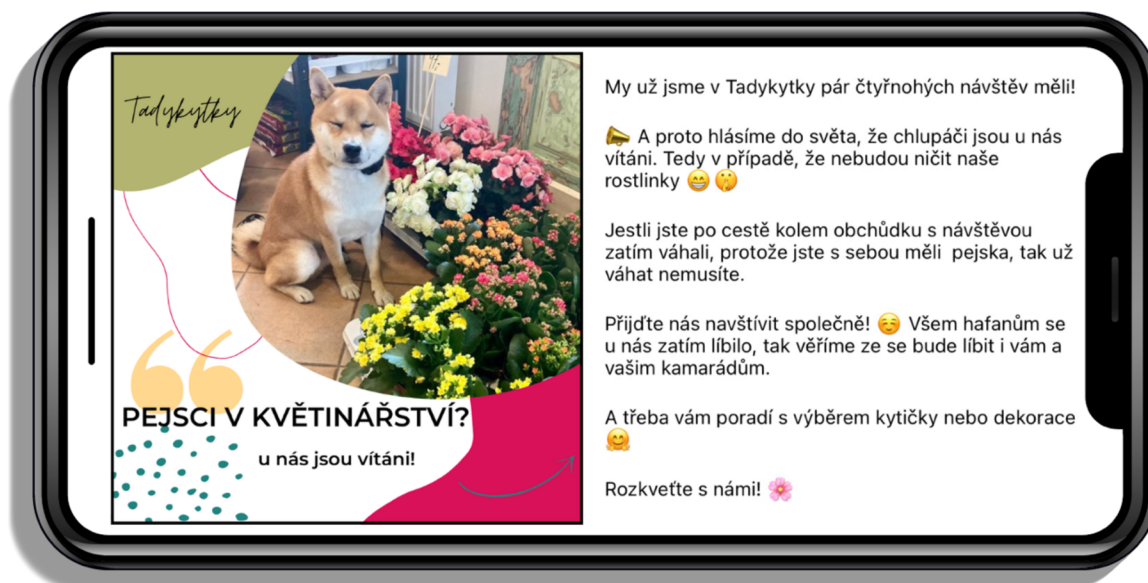 Tadykytky
PEJSCI V KVĚTINÁŘSTVÍ?
u nás jsou vítáni!
My už jsme v Tadykytky pár čtyřnohých návštěv měli!
📣 A proto hlásíme do světa, že chlupáči jsou u nás
vítáni. Tedy v případě, že nebudou ničit naše
rostlinky 😁🤫
Jestli jste po cestě kolem obchůdku s návštěvou
zatím váhali, protože jste s sebou měli  pejska, tak už
váhat nemusíte.
Přijďte nás navštívit společně! ☺️ Všem hafanům se
u nás zatím líbilo, tak věříme ze se bude líbit i vám a
vašim kamarádům.
A třeba vám poradí s výběrem kytičky nebo dekorace
🤗
Rozkveťte s námi! 🌸